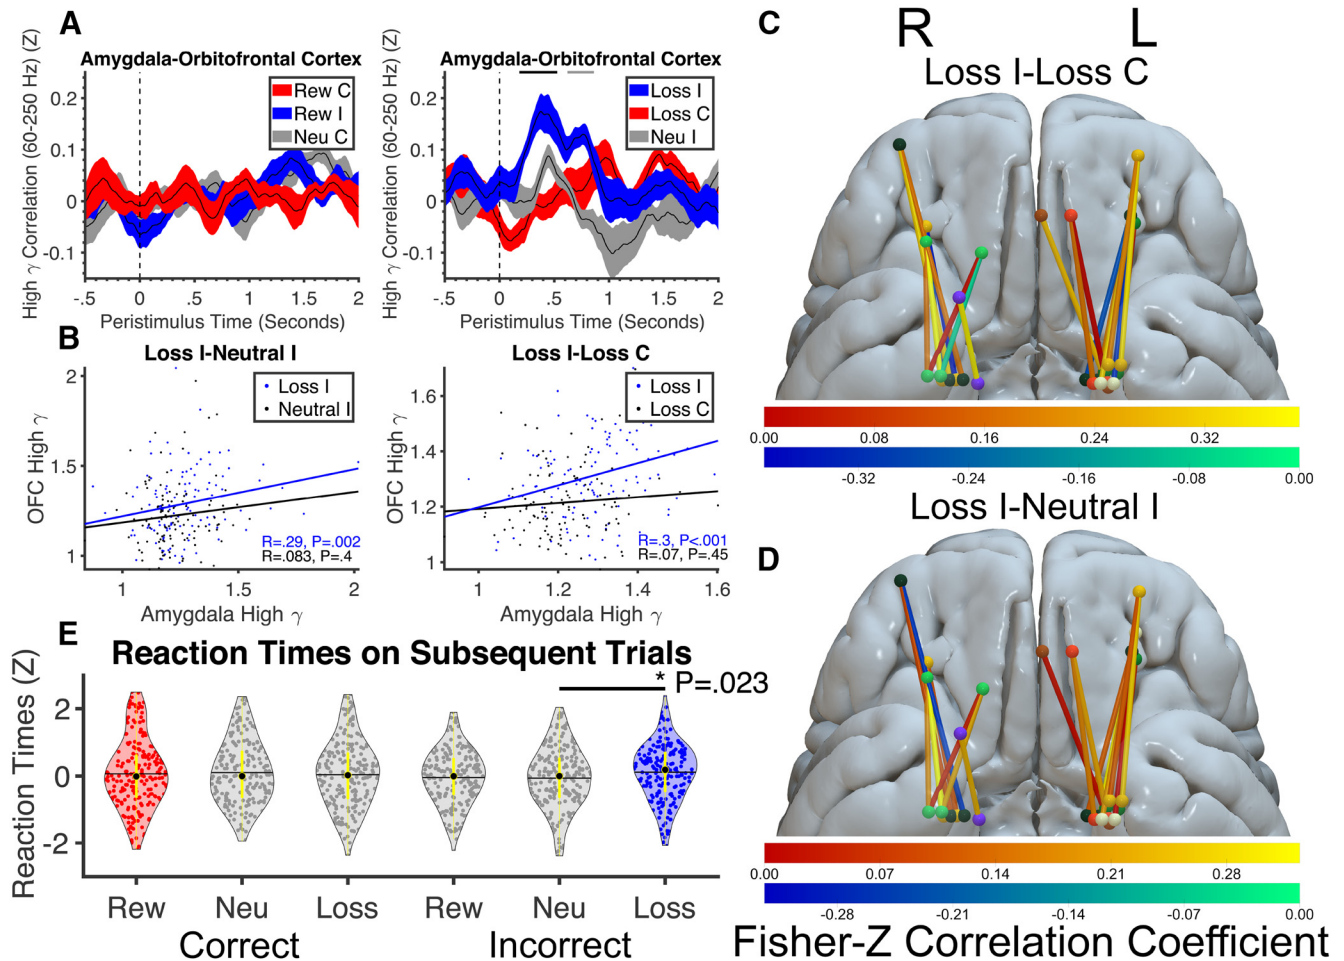 A
Amygdala-Orbitofrontal Cortex
High γ Correlation (60-250 Hz) (Z)
Rew C
Rew I
Neu C
0.2
0.1
0
-0.1
-.5 0 .5 1 1.5 2
Peristimulus Time (Seconds)
Amygdala-Orbitofrontal Cortex
High γ Correlation (60-250 Hz) (Z)
Loss I
Loss C
Neu I
0.2
0.1
0
-0.1
-.5 0 .5 1 1.5 2
Peristimulus Time (Seconds)
B
Loss I-Neutral I
OFC High γ
Loss I
Neutral I
2
1.5
1
R=.29, P=.002
R=.083, P=.4
1 1.5 2
Amygdala High γ
Loss I-Loss C
OFC High γ
Loss I
Loss C
1.6
1.4
1.2
1
R=.3, P<.001
R=.07, P=.45
1 1.2 1.4 1.6
Amygdala High γ
C
R L
Loss I-Loss C
0.00 0.08 0.16 0.24 0.32
-0.32 -0.24 -0.16 -0.08 0.00
D
Loss I-Neutral I
0.00 0.07 0.14 0.21 0.28
-0.28 -0.21 -0.14 -0.07 0.00
Fisher-Z Correlation Coefficient
E
Reaction Times on Subsequent Trials
* P=.023
Reaction Times (Z)
2
0
-2
Rew Neu Loss Rew Neu Loss
Correct Incorrect